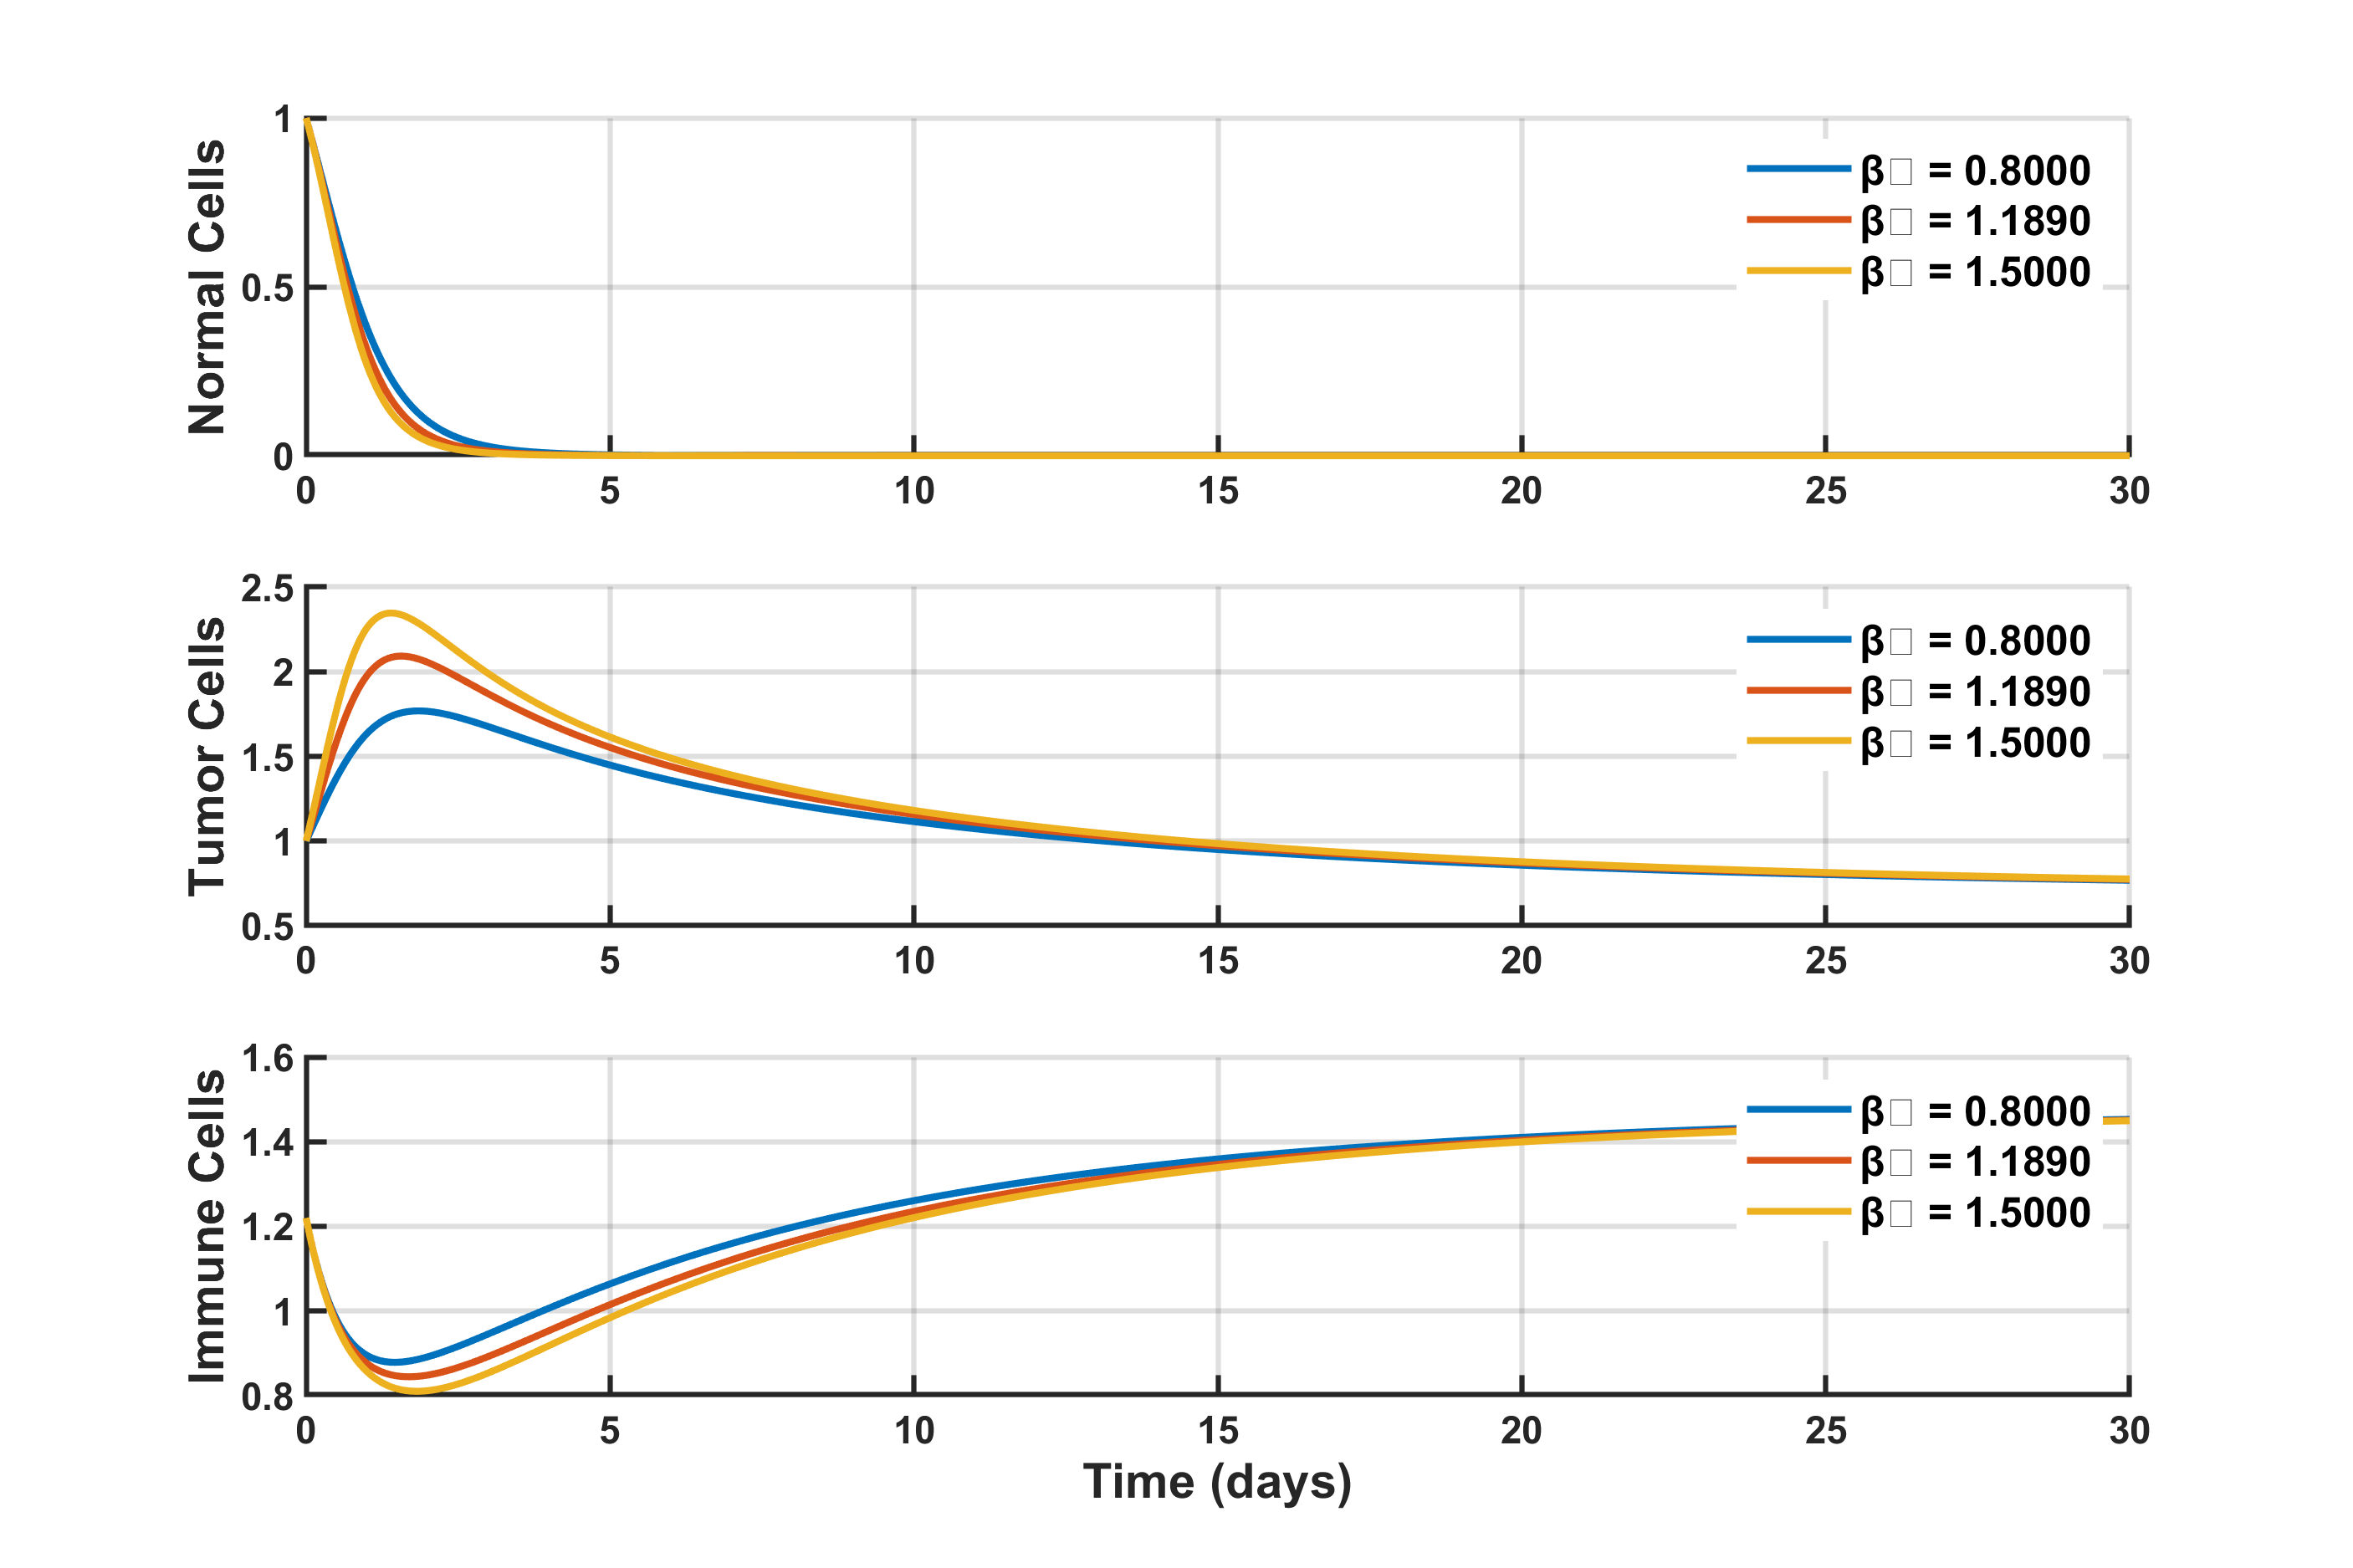 Normal Cells
1
0.5
0
0 5 10 15 20 25 30
β□ = 0.8000
β□ = 1.1890
β□ = 1.5000
Tumor Cells
2.5
2
1.5
1
0.5
0 5 10 15 20 25 30
β□ = 0.8000
β□ = 1.1890
β□ = 1.5000
Immune Cells
1.6
1.4
1.2
1
0.8
0 5 10 15 20 25 30
β□ = 0.8000
β□ = 1.1890
β□ = 1.5000
Time (days)